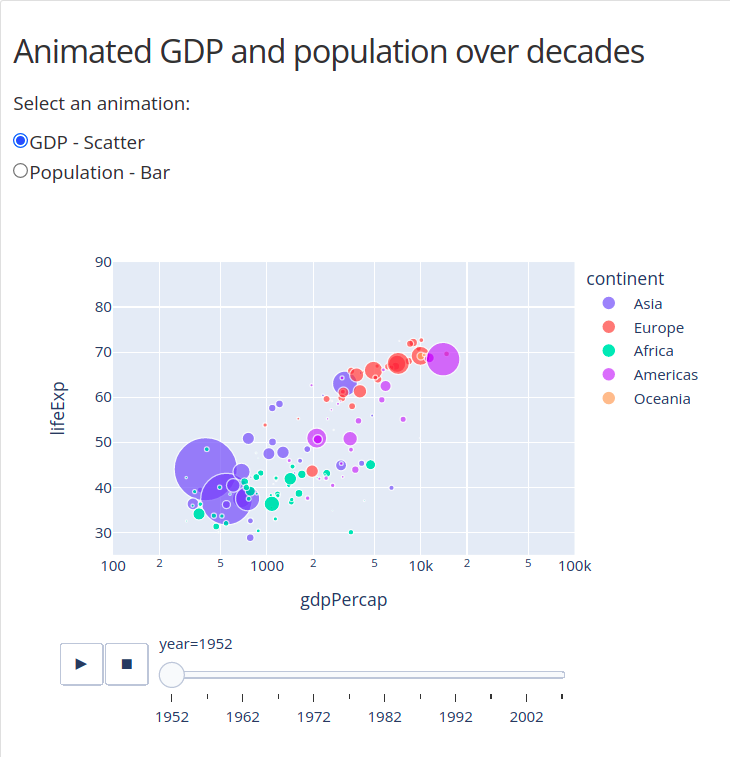 Animated GDP and population over decades
Select an animation:
GDP - Scatter
Population - Bar
90
80
70
60
50
40
30
lifeExp
100 2 5 1000 2 5 10k 2 5 100k
gdpPercap
continent
Asia
Europe
Africa
Americas
Oceania
year=1952
1952 1962 1972 1982 1992 2002